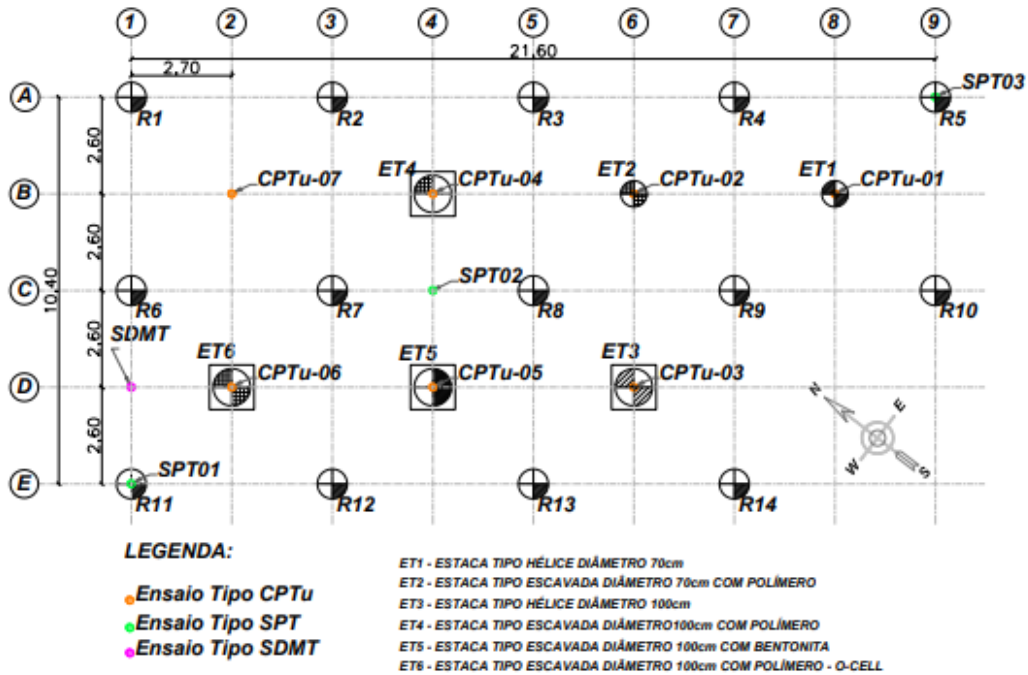 1 2 3 4 5 6 7 8 9
21,60
2,70
SPT03
A
R1 R2 R3 R4 R5
2,60
ET4 ET2 ET1
B
CPTu-07 CPTu-04 CPTu-02 CPTu-01
2,60
10,40
SPT02
C
R6 R7 R8 R9 R10
SDMT
2,60
ET6 ET5 ET3
CPTu-06 CPTu-05 CPTu-03
D
N E
W S
2,60
SPT01
E
R11 R12 R13 R14
LEGENDA:
Ensaio Tipo CPTu
Ensaio Tipo SPT
Ensaio Tipo SDMT
ET1 - ESTACA TIPO HÉLICE DIÂMETRO 70cm
ET2 - ESTACA TIPO ESCAVADA DIÂMETRO 70cm COM POLÍMERO
ET3 - ESTACA TIPO HÉLICE DIÂMETRO 100cm
ET4 - ESTACA TIPO ESCAVADA DIÂMETRO100cm COM POLÍMERO
ET5 - ESTACA TIPO ESCAVADA DIÂMETRO 100cm COM BENTONITA
ET6 - ESTACA TIPO ESCAVADA DIÂMETRO 100cm COM POLÍMERO - O-CELL